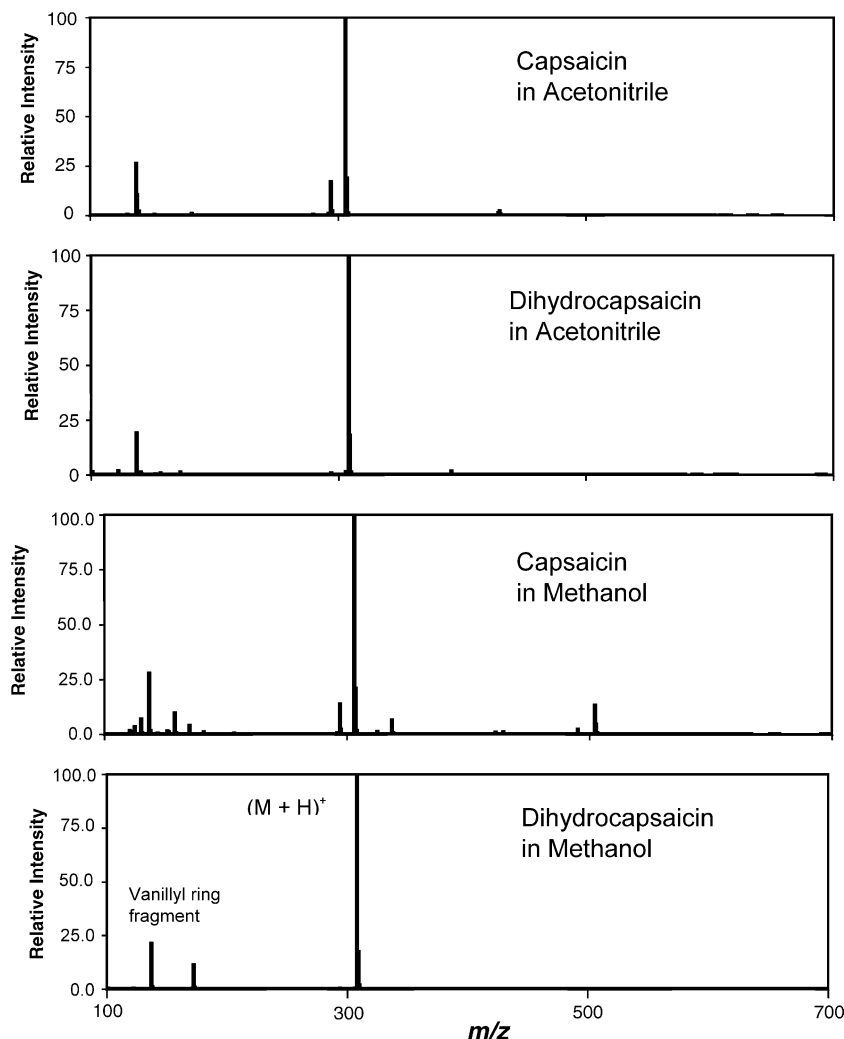 100
Relative Intensity
75
50
25
0
Capsaicin
in Acetonitrile
100
Relative Intensity
75
50
25
0
Dihydrocapsaicin
in Acetonitrile
100.0
Relative Intensity
75.0
50.0
25.0
0.0
Capsaicin
in Methanol
100.0
Relative Intensity
75.0
50.0
25.0
0.0
(M + H)+
Dihydrocapsaicin
in Methanol
Vanillyl ring
fragment
100
300
500
700
m/z